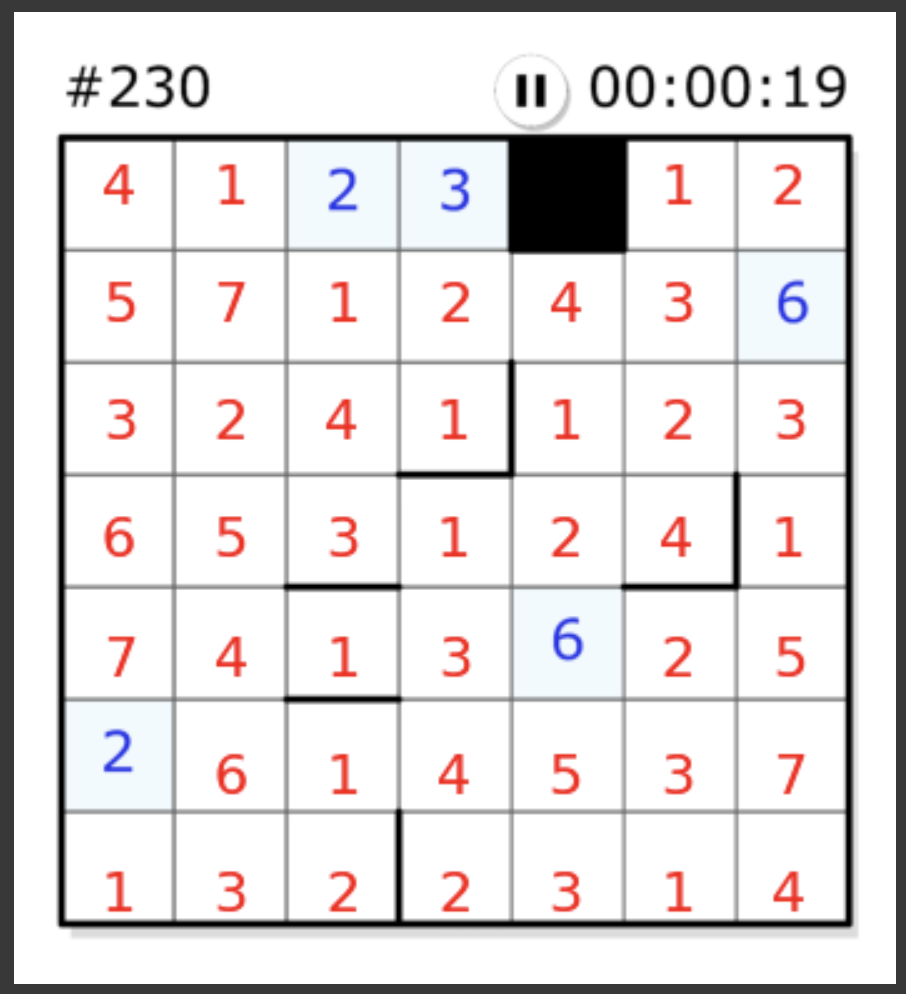 #230 00:00:19
4 1 2 3 1 2
5 7 1 2 4 3 6
3 2 4 1 1 2 3
6 5 3 1 2 4 1
7 4 1 3 6 2 5
2 6 1 4 5 3 7
1 3 2 2 3 1 4